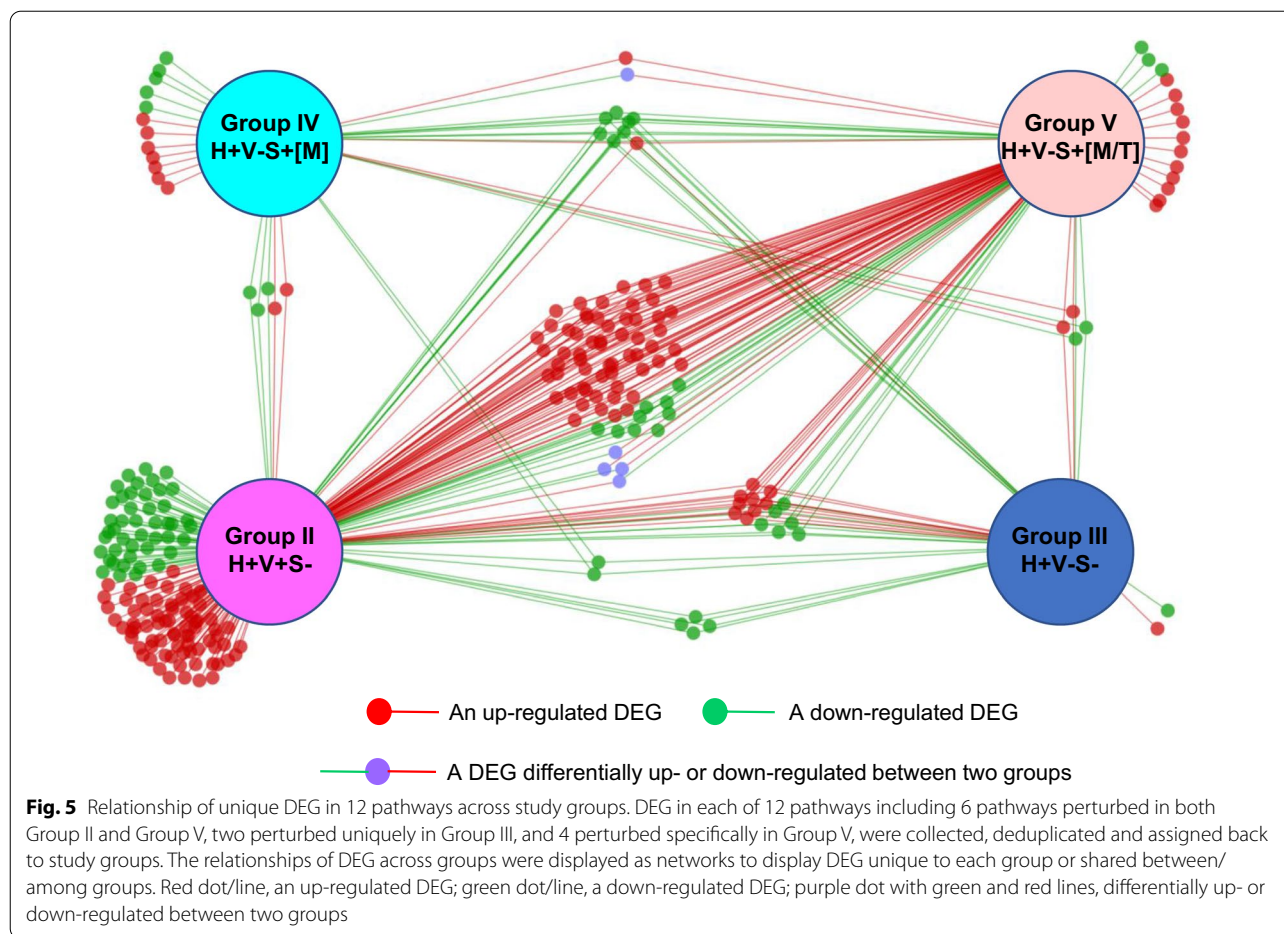 Group IV
H+V-S+[M]
Group V
H+V-S+[M/T]
Group II
H+V+S-
Group III
H+V-S-
An up-regulated DEG
A down-regulated DEG
A DEG differentially up- or down-regulated between two groups
Fig. 5 Relationship of unique DEG in 12 pathways across study groups. DEG in each of 12 pathways including 6 pathways perturbed in both
Group II and Group V, two perturbed uniquely in Group III, and 4 perturbed specifically in Group V, were collected, deduplicated and assigned back
to study groups. The relationships of DEG across groups were displayed as networks to display DEG unique to each group or shared between/
among groups. Red dot/line, an up-regulated DEG; green dot/line, a down-regulated DEG; purple dot with green and red lines, differentially up- or
down-regulated between two groups